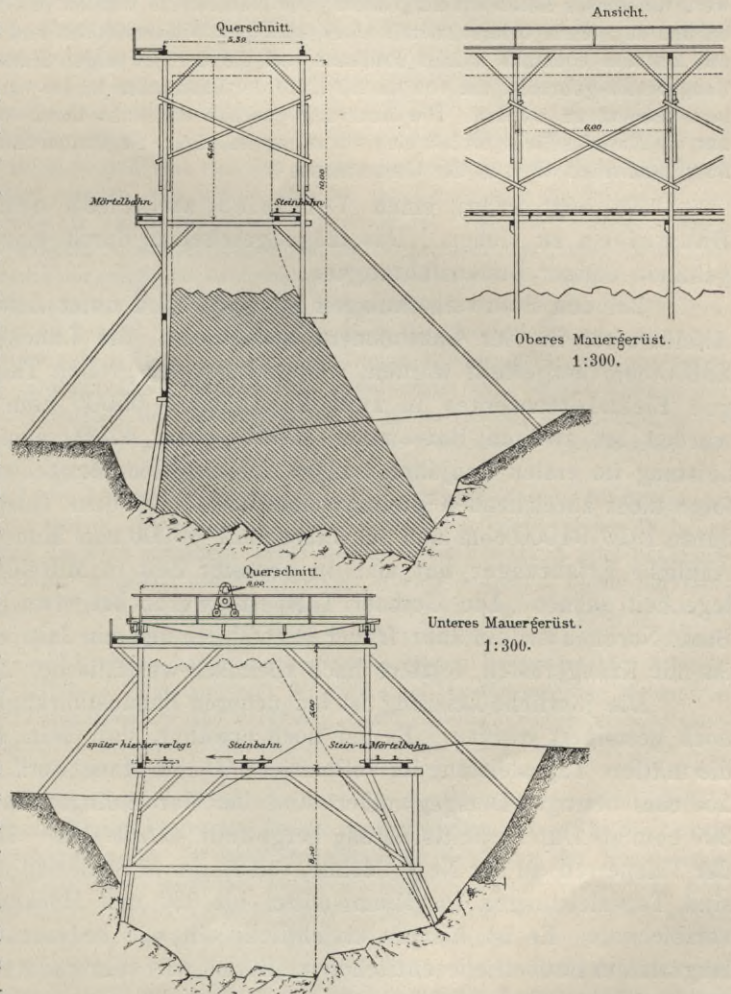 Querschnitt.
5.50
Ansicht.
6.00
10.00
Mörtelbahn
Steinbahn
Oberes Mauergerüst.
1:300.
Querschnitt.
8.00
Unteres Mauergerüst.
1:300.
später hierher verlegt
Steinbahn
Stein- u. Mörtelbahn